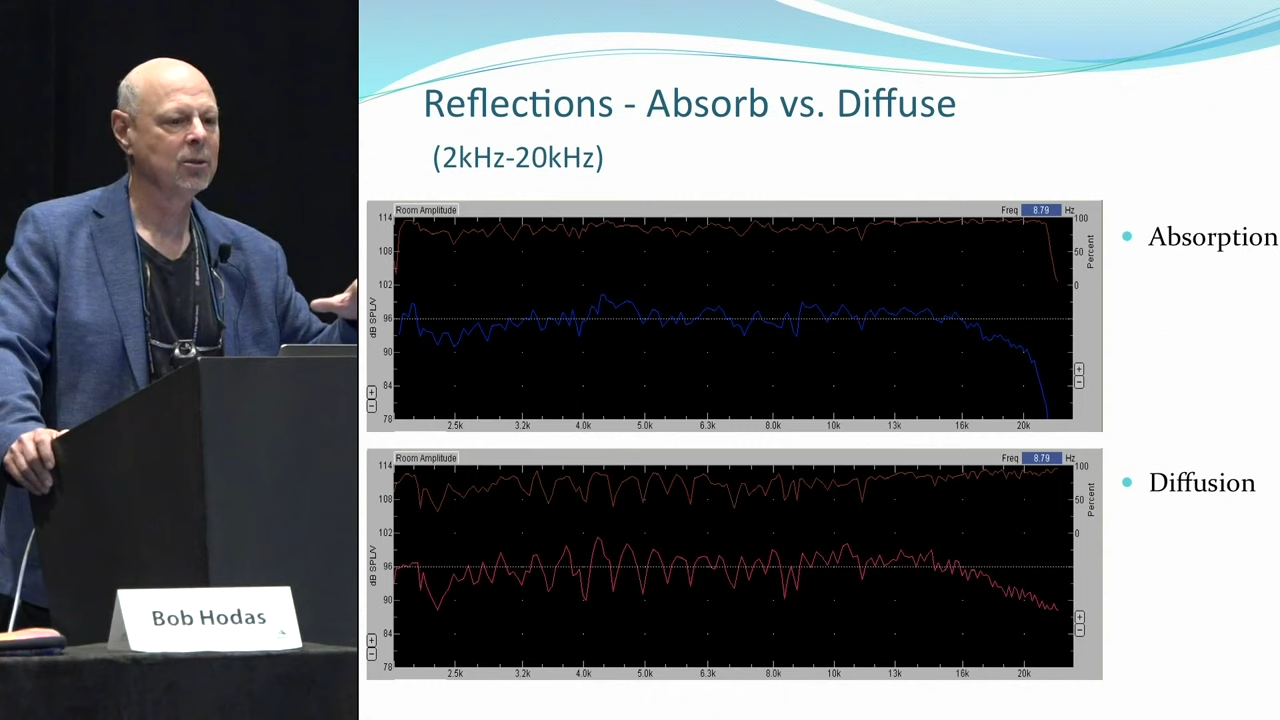 Reflections - Absorb vs. Diffuse
(2kHz-20kHz)
Room Amplitude
Freq 8.79 Hz
114
108
102
96
90
84
78
dB SPL/V
100
50
0
Percent
+
-
+
-
2.5k 3.2k 4.0k 5.0k 6.3k 8.0k 10k 13k 16k 20k
• Absorption
Room Amplitude
Freq 8.79 Hz
114
108
102
96
90
84
78
dB SPL/V
100
50
0
Percent
+
-
+
-
2.5k 3.2k 4.0k 5.0k 6.3k 8.0k 10k 13k 16k 20k
• Diffusion
Bob Hodas